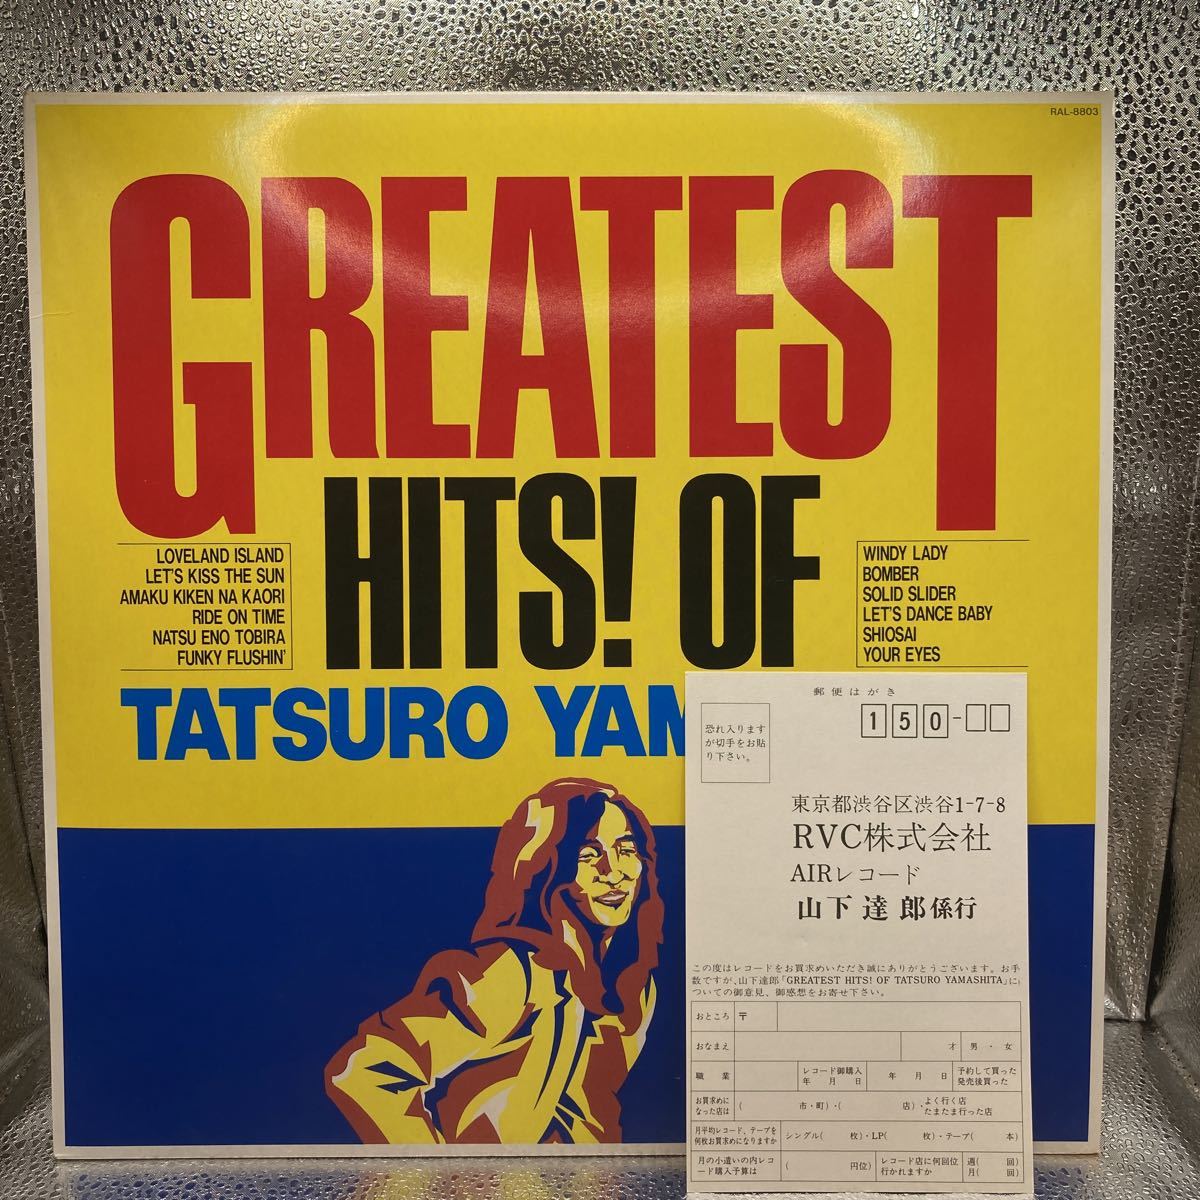 RAL-8803
GREATEST
HITS! OF
LOVELAND ISLAND
LET'S KISS THE SUN
AMAKU KIKEN NA KAORI
RIDE ON TIME
NATSU ENO TOBIRA
FUNKY FLUSHIN'
WINDY LADY
BOMBER
SOLID SLIDER
LET'S DANCE BABY
SHIOSAI
YOUR EYES
TATSURO YAM
郵便はがき
恐れ入ります
が切手をお貼
り下さい。
150-□□
東京都渋谷区渋谷1-7-8
RVC株式会社
AIRレコード
山下達郎係行
この度はレコードをお買求めいただき誠にありがとうございます。お手
数ですが、山下達郎「GREATEST HITS! OF TATSURO YAMASHITA」に
ついての御意見、御感想をお寄せ下さい。
おところ 〒
おなまえ 才 男・女
職業 レコード御購入 年月日 年 月 日 予約して買った 発売後買った
お買求めに なった店は ( 市・町)・( 店)・よく行く店 たまたま行った店
月平均レコード、テープを 何枚お買求めになりますか シングル( 枚)・LP( 枚)・テープ( 本)
月の小遣いの内レコ ード購入予算は ( 円位) レコード店に何回位 行かれますか 週( 回) 月( 回)